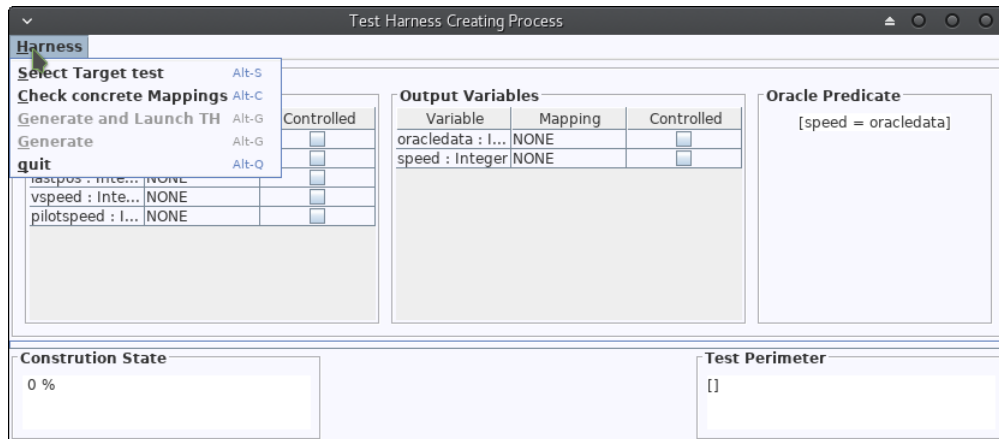 Test Harness Creating Process
Harness
Select Target test Alt-S
Check concrete Mappings Alt-C
Generate and Launch TH Alt-G
Generate Alt-G
quit Alt-Q
Controlled
lastpos : Inte... NONE
vspeed : Inte... NONE
pilotspeed : I... NONE
Output Variables
Variable Mapping Controlled
oracledata : I... NONE
speed : Integer NONE
Oracle Predicate
[speed = oracledata]
Constrution State
0 %
Test Perimeter
[]